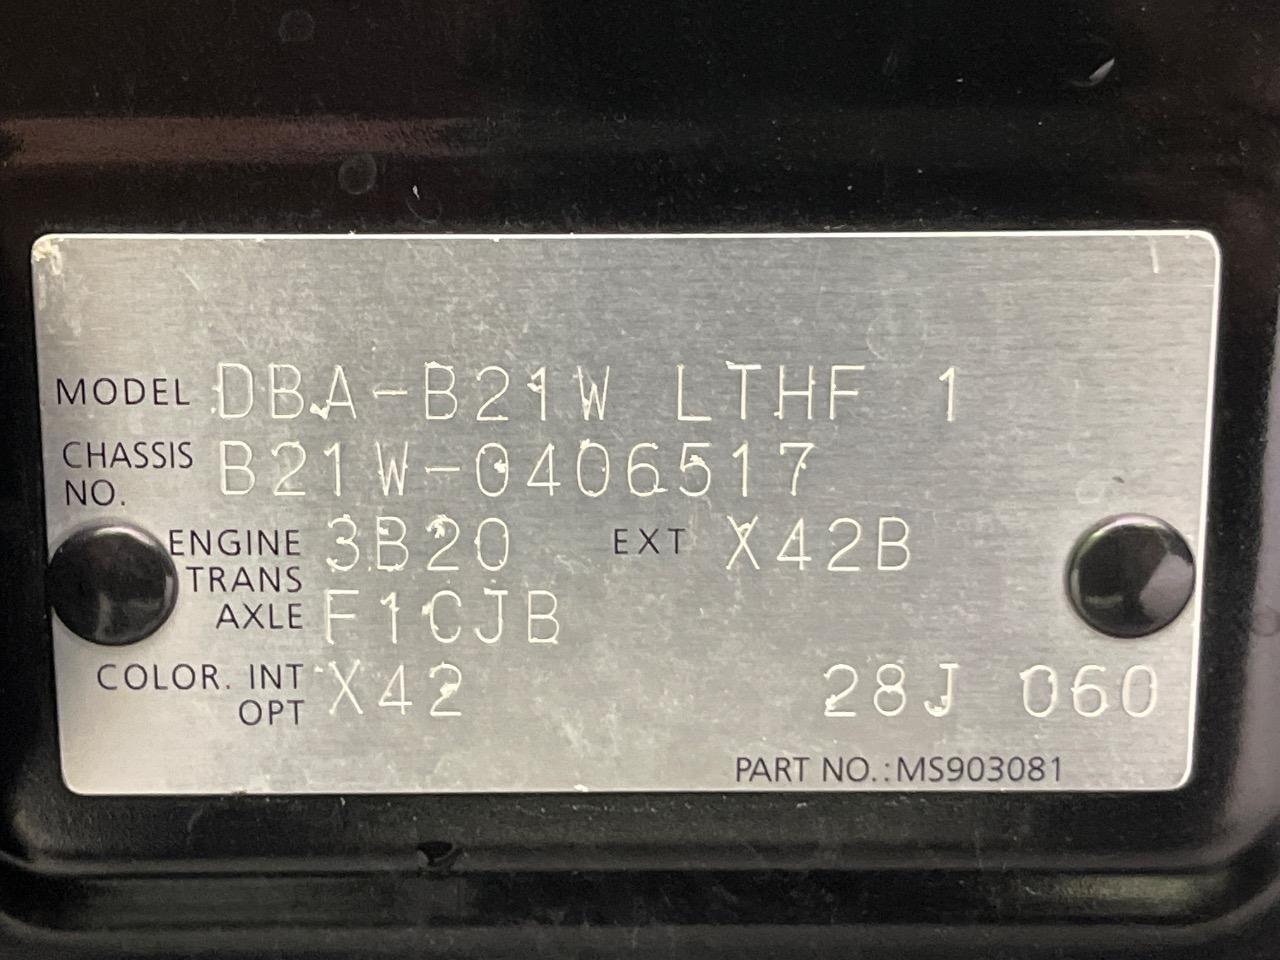 MODEL DBA-B21W LTHF 1
CHASSIS NO. B21W-0406517
ENGINE 3B20 EXT X42B
TRANS AXLE F1CJB
COLOR. INT X42 28J 060
OPT
PART NO.:MS903081